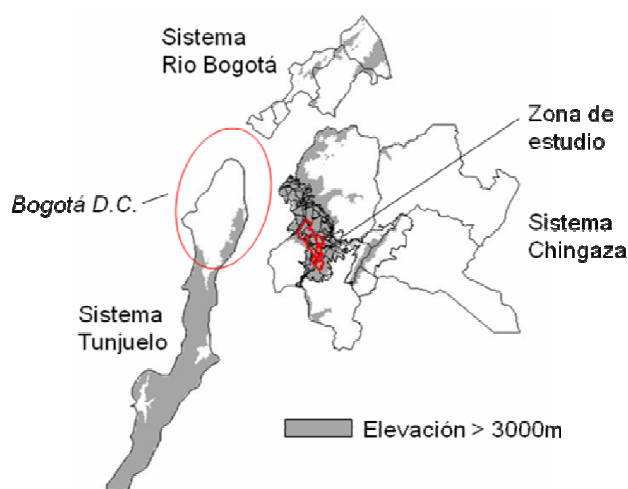 Sistema
Rio Bogotá
Zona de
estudio
Bogotá D.C.
Sistema
Chingaza
Sistema
Tunjuelo
Elevación > 3000m